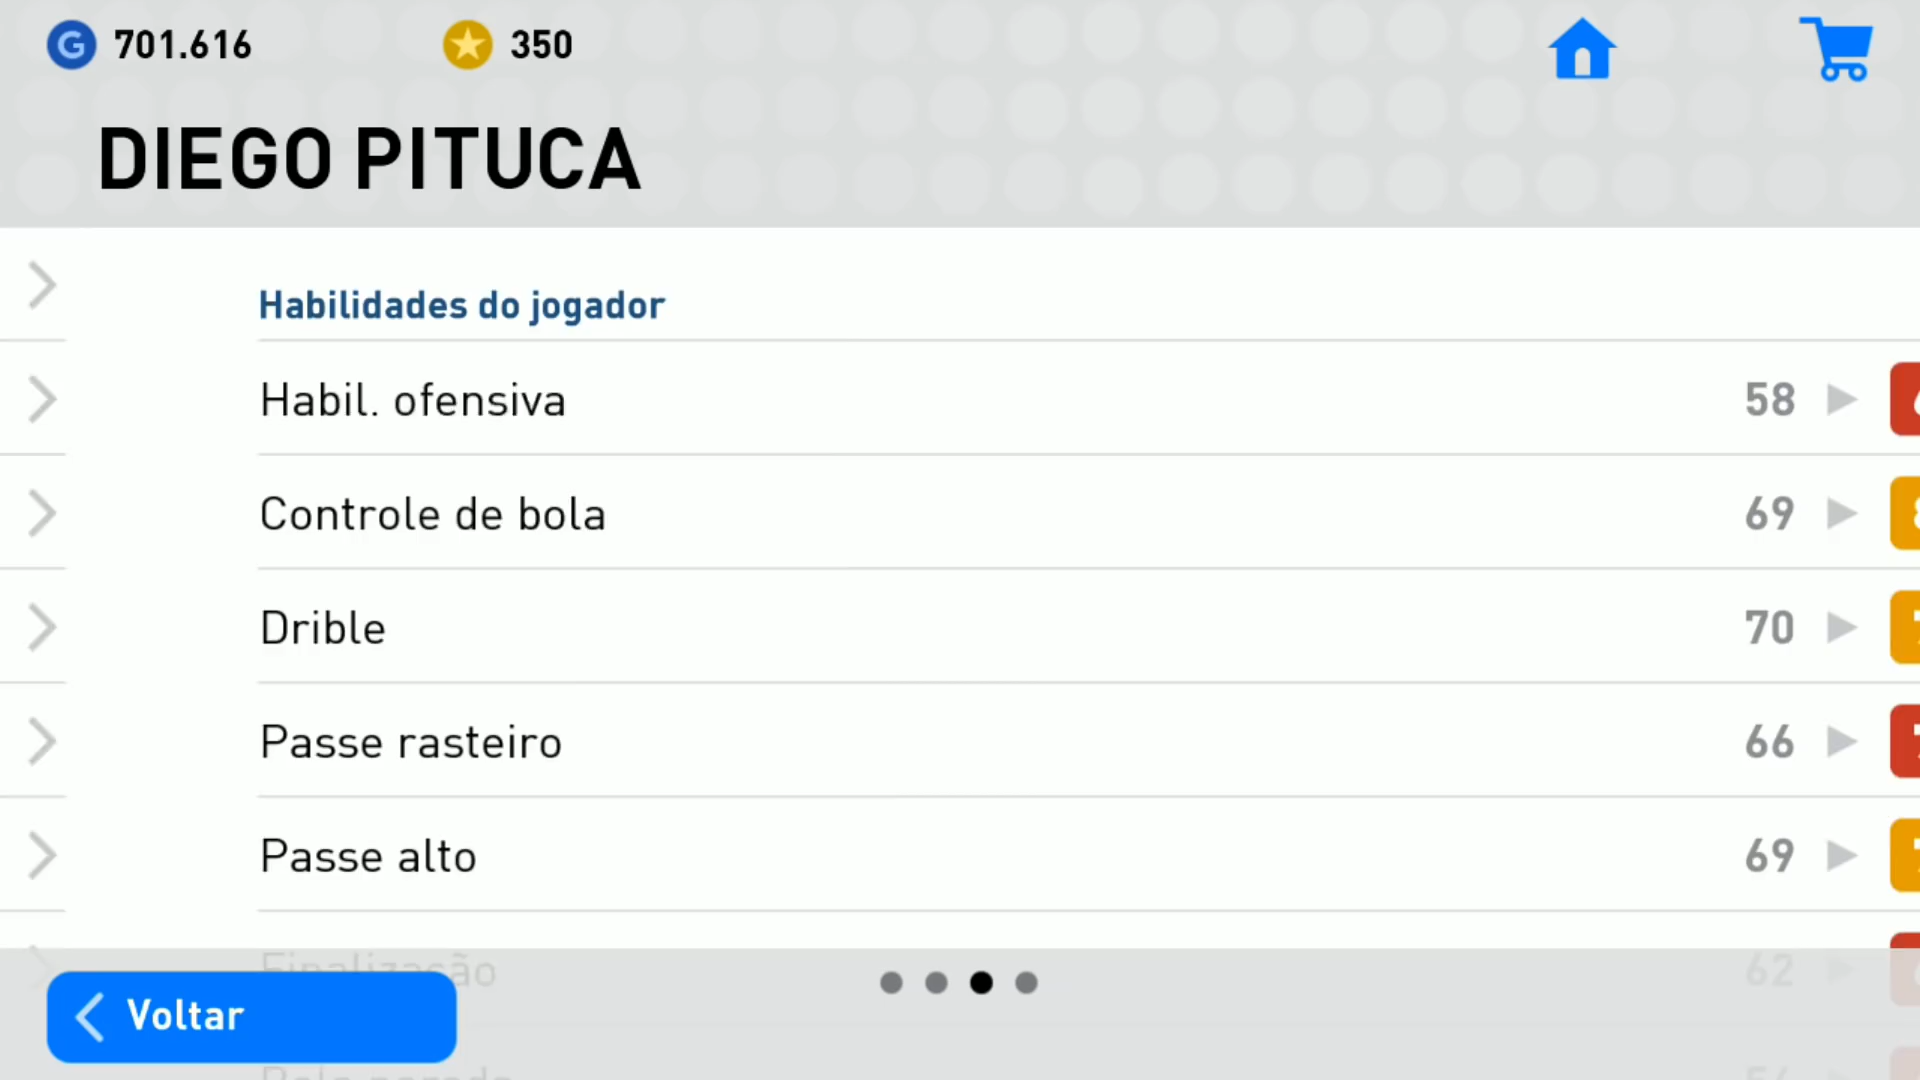 G 701.616 350
DIEGO PITUCA
Habilidades do jogador
Habil. ofensiva 58
Controle de bola 69
Drible 70
Passe rasteiro 66
Passe alto 69
Finalização 62
Voltar